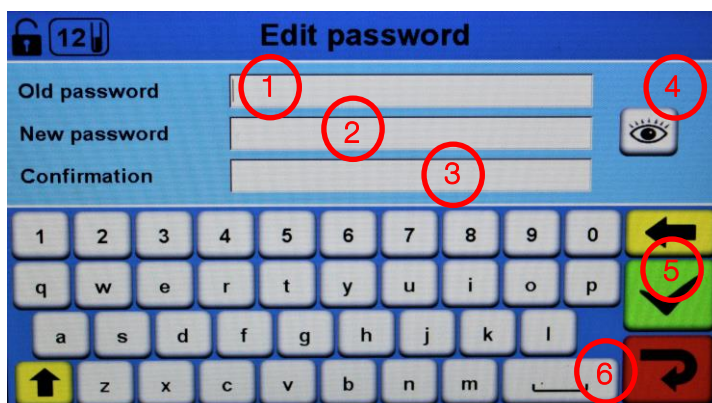 12 Edit password
Old password 1 4
New password 2
Confirmation 3
1 2 3 4 5 6 7 8 9 0
q w e r t y u i o p 5
a s d f g h j k l
z x c v b n m 6